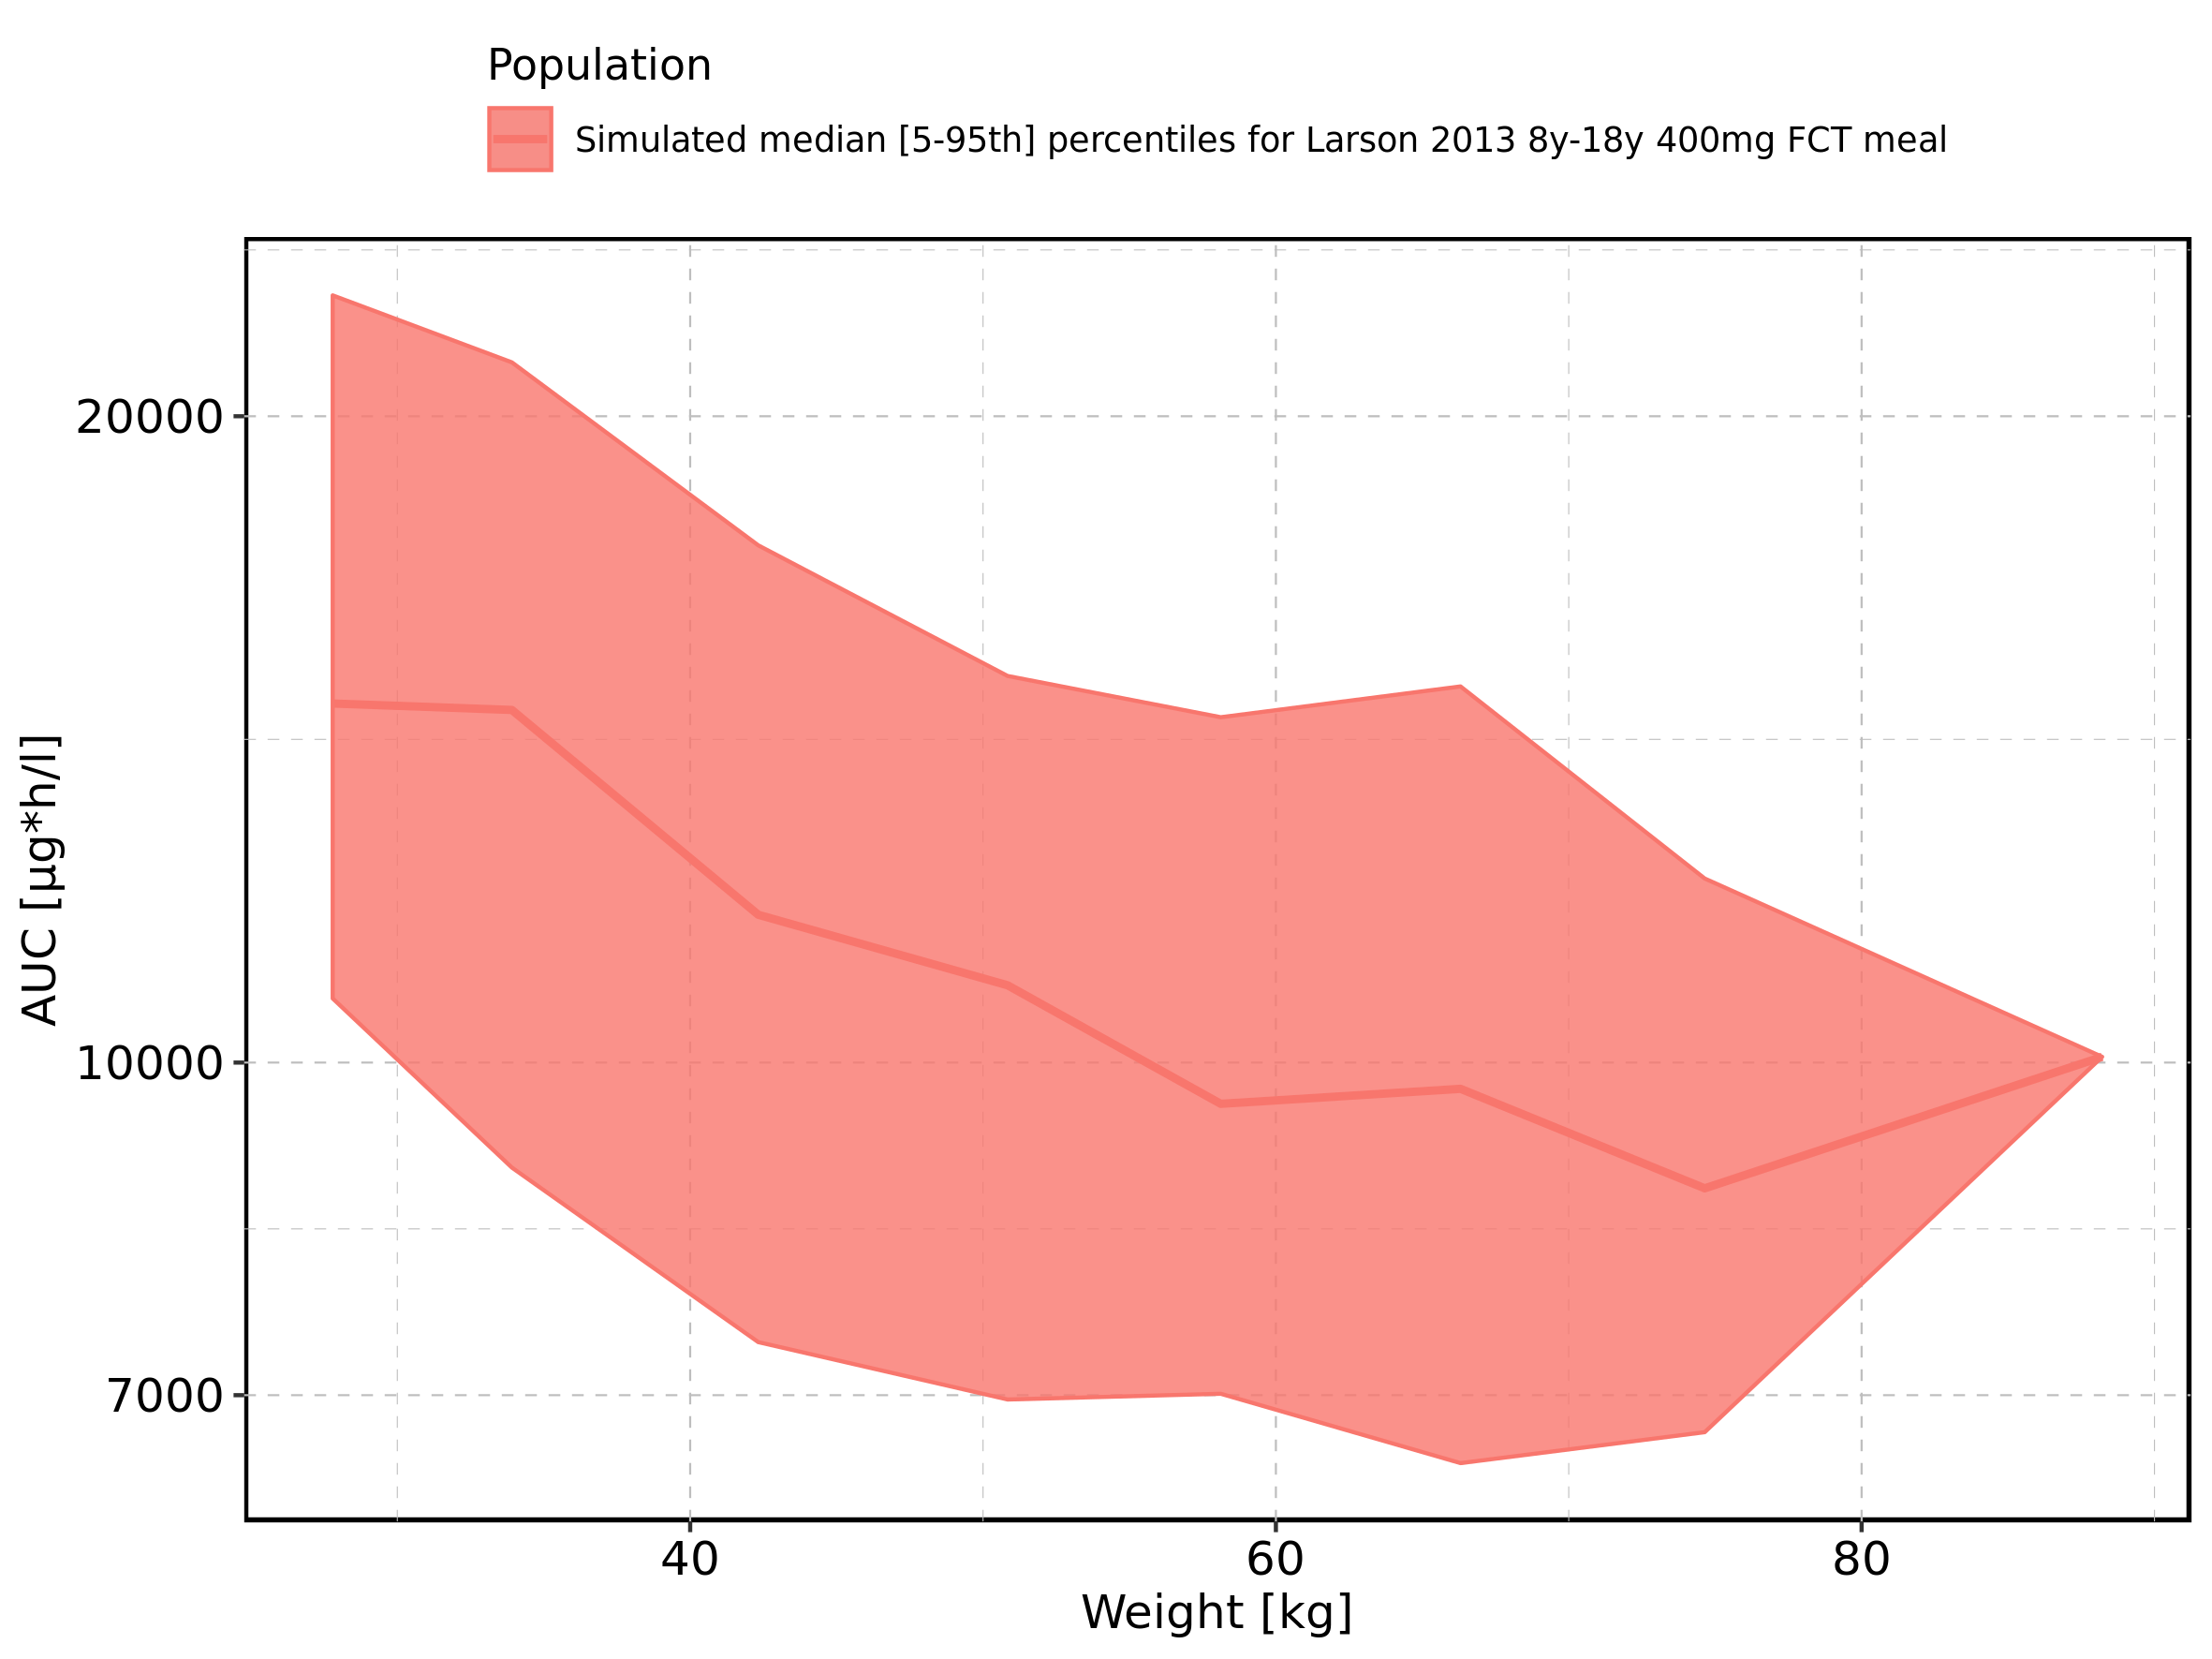 Population
Simulated median [5-95th] percentiles for Larson 2013 8y-18y 400mg FCT meal
20000
10000
7000
AUC [µg*h/l]
40 60 80
Weight [kg]